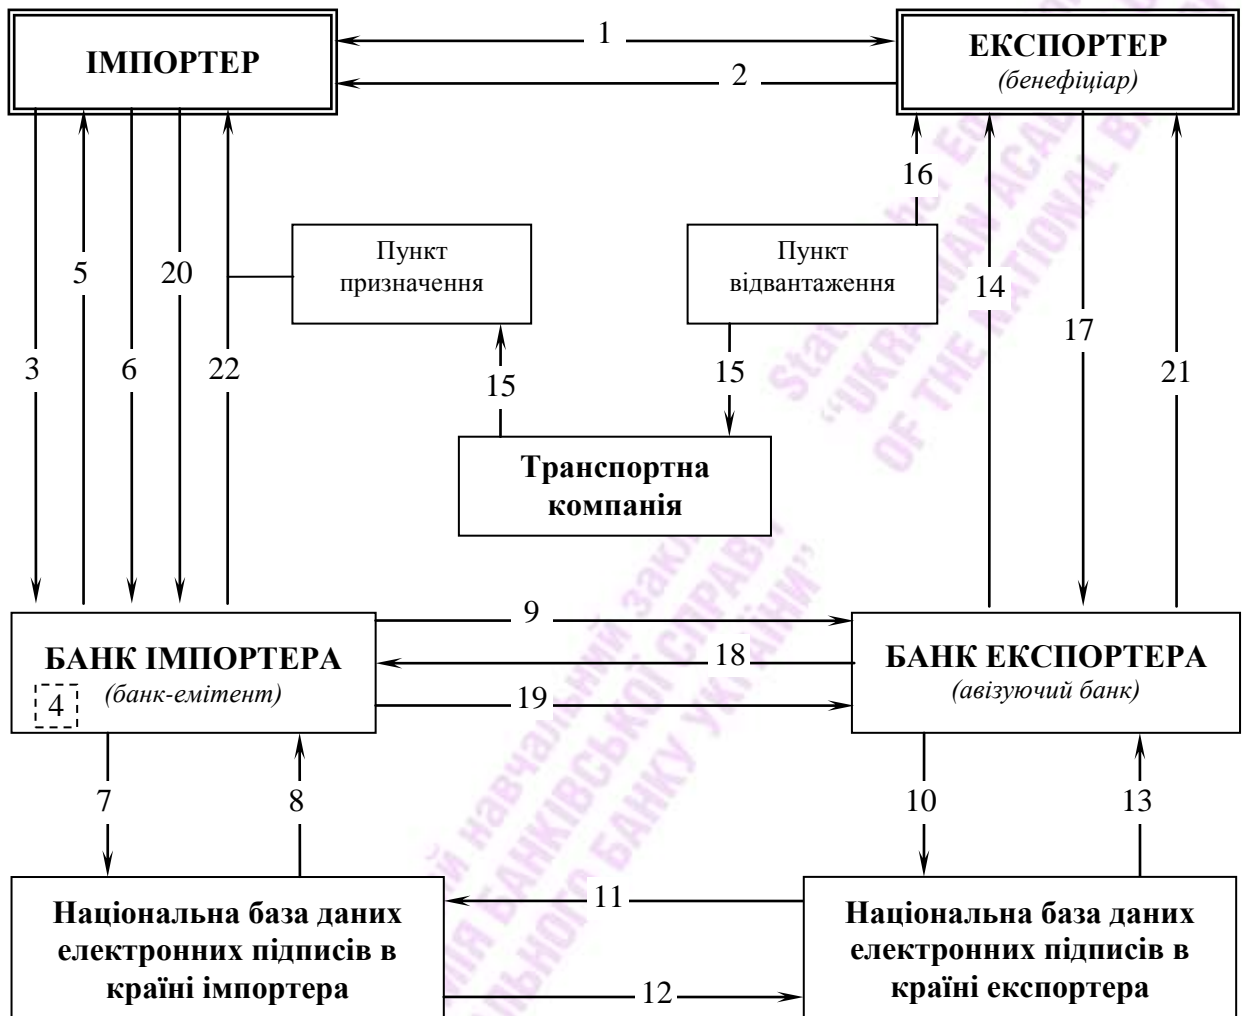 1
ІМПОРТЕР
ЕКСПОРТЕР
(бенефіціар)
2
16
Пункт
призначення
Пункт
відвантаження
5
20
14
17
3
6
22
15
15
21
Транспортна
компанія
9
БАНК ІМПОРТЕРА
(банк-емітент)
4
18
БАНК ЕКСПОРТЕРА
(авізуючий банк)
19
7
8
10
13
11
Національна база даних
електронних підписів в
країні імпортера
Національна база даних
електронних підписів в
країні експортера
12